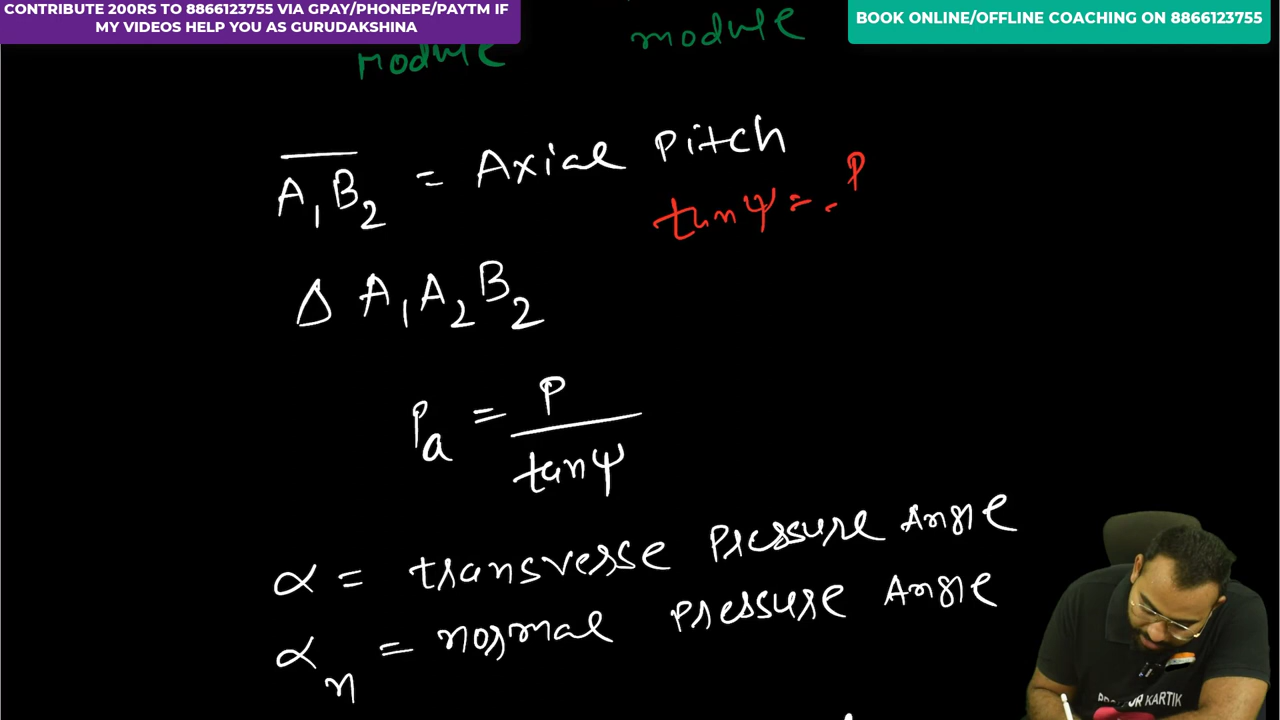 CONTRIBUTE 200RS TO 8866123755 VIA GPAY/PHONEPE/PAYTM IF
MY VIDEOS HELP YOU AS GURUDAKSHINA
BOOK ONLINE/OFFLINE COACHING ON 8866123755
module module
A₁B₂ = Axial Pitch
tanψ = P
Δ A₁A₂B₂
Pa = P / tanψ
α = transverse Pressure Angle
αn = normal Pressure Angle
KARTIK